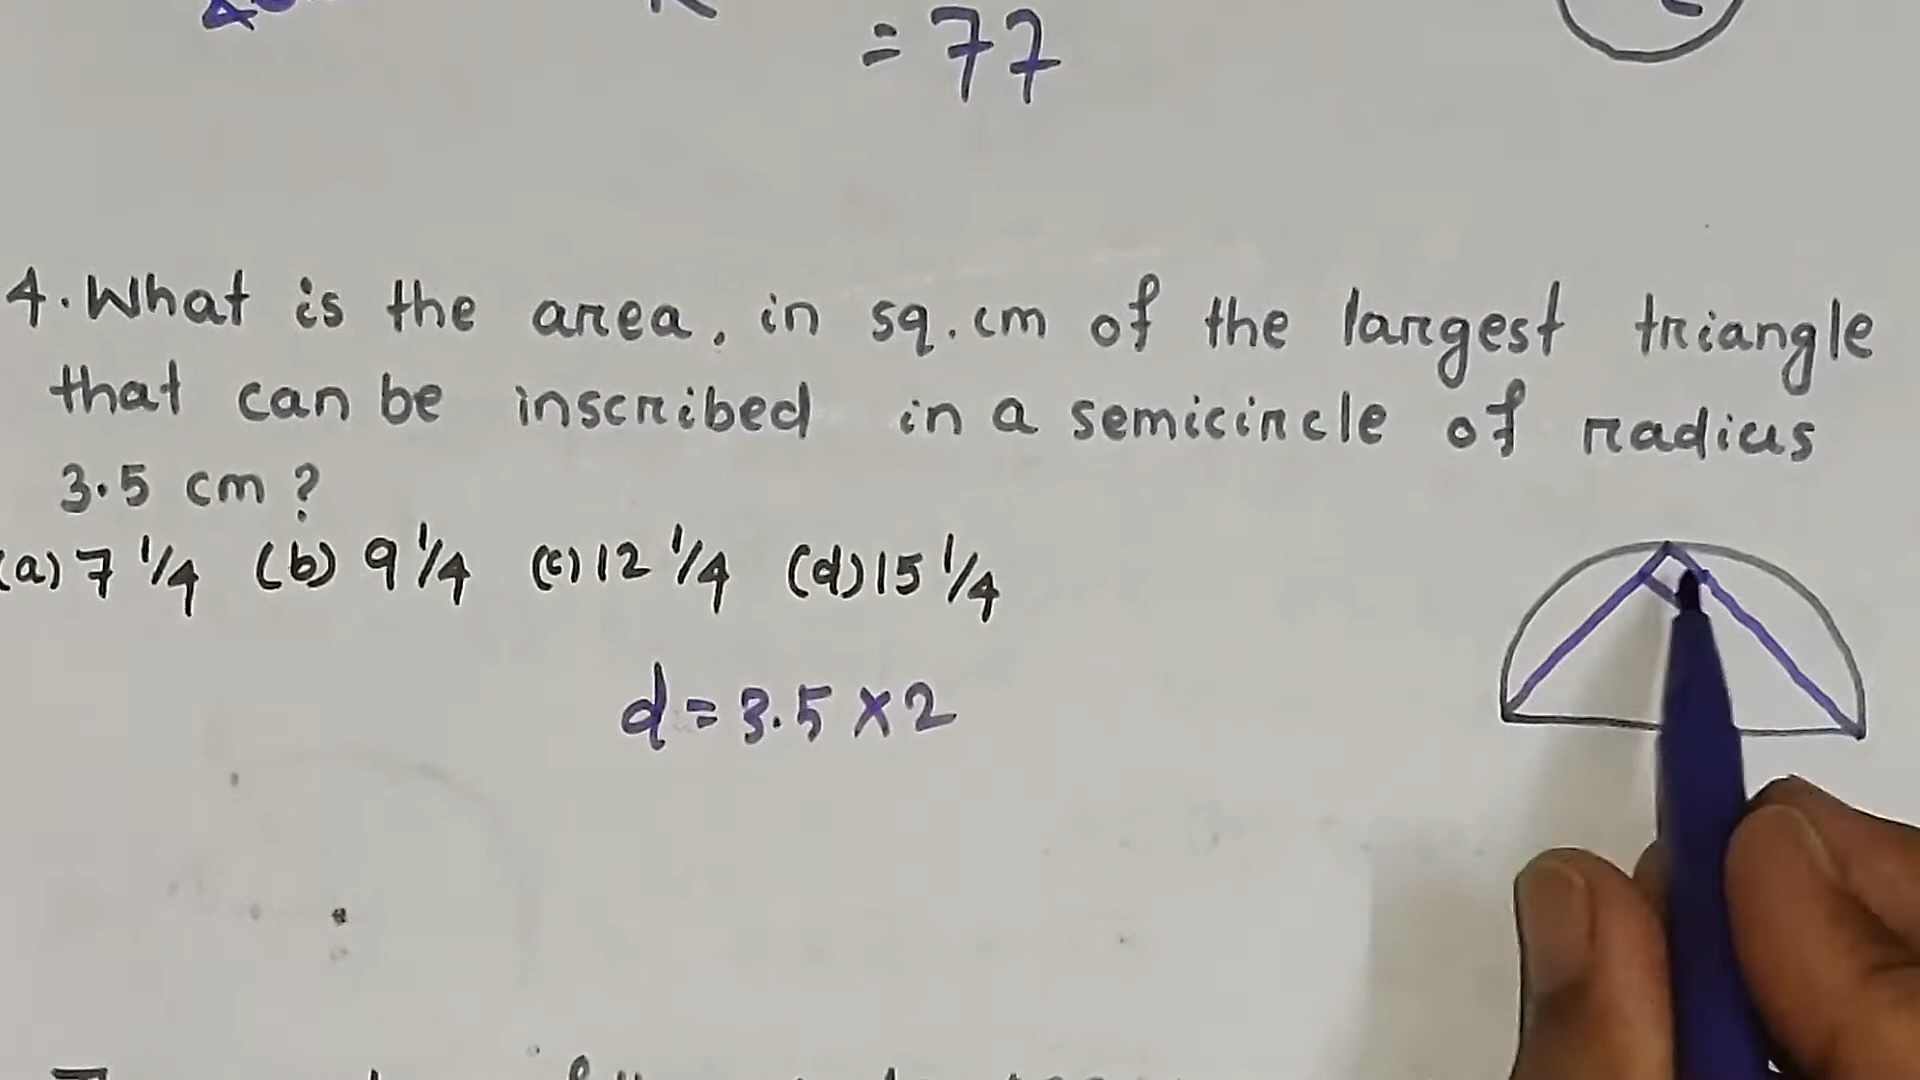 = 77
4. What is the area, in sq. cm of the largest triangle
that can be inscribed in a semicircle of radius
3.5 cm ?
(a) 7 1/4 (b) 9 1/4 (c) 12 1/4 (d) 15 1/4
d = 3.5 × 2